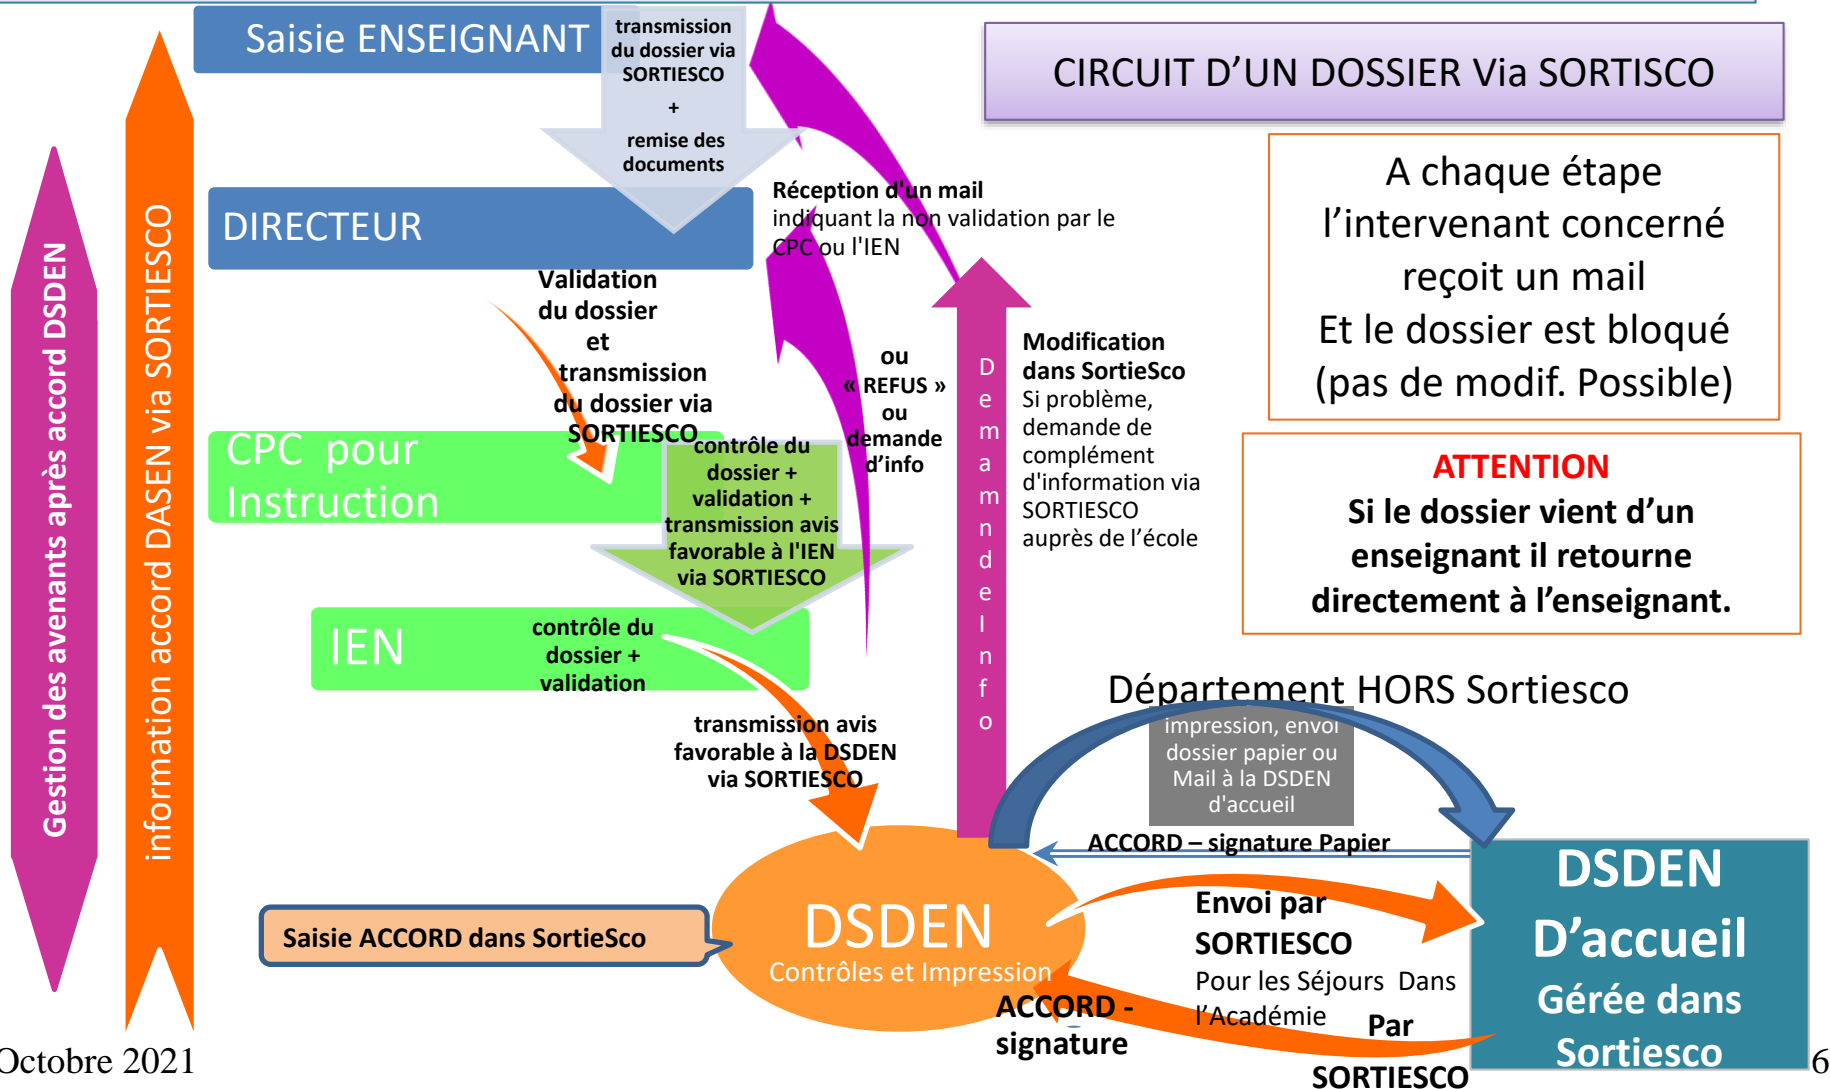 Saisie ENSEIGNANT
transmission
du dossier via
SORTIESCO
+
remise des
documents
CIRCUIT D'UN DOSSIER Via SORTISCO
A chaque étape
l'intervenant concerné
reçoit un mail
Et le dossier est bloqué
(pas de modif. Possible)
DIRECTEUR
Réception d'un mail
indiquant la non validation par le
CPC ou l'IEN
Validation
du dossier
et
transmission
du dossier via
SORTIESCO
ou
« REFUS »
ou
demande
d'info
DemamndeInfo
Modification
dans SortieSco
Si problème,
demande de
complément
d'information via
SORTIESCO
auprès de l'école
ATTENTION
Si le dossier vient d'un
enseignant il retourne
directement à l'enseignant.
CPC pour
Instruction
contrôle du
dossier +
validation +
transmission avis
favorable à l'IEN
via SORTIESCO
IEN
contrôle du
dossier +
validation
transmission avis
favorable à la DSDEN
via SORTIESCO
Gestion des avenants après accord DSDEN
information accord DASEN via SORTIESCO
Département HORS Sortiesco
impression, envoi
dossier papier ou
Mail à la DSDEN
d'accueil
ACCORD – signature Papier
DSDEN
D'accueil
Gérée dans
Sortiesco
Saisie ACCORD dans SortieSco
DSDEN
Contrôles et Impression
Envoi par
SORTIESCO
Pour les Séjours Dans
l'Académie
ACCORD -
signature
Par
SORTIESCO
Octobre 2021
6